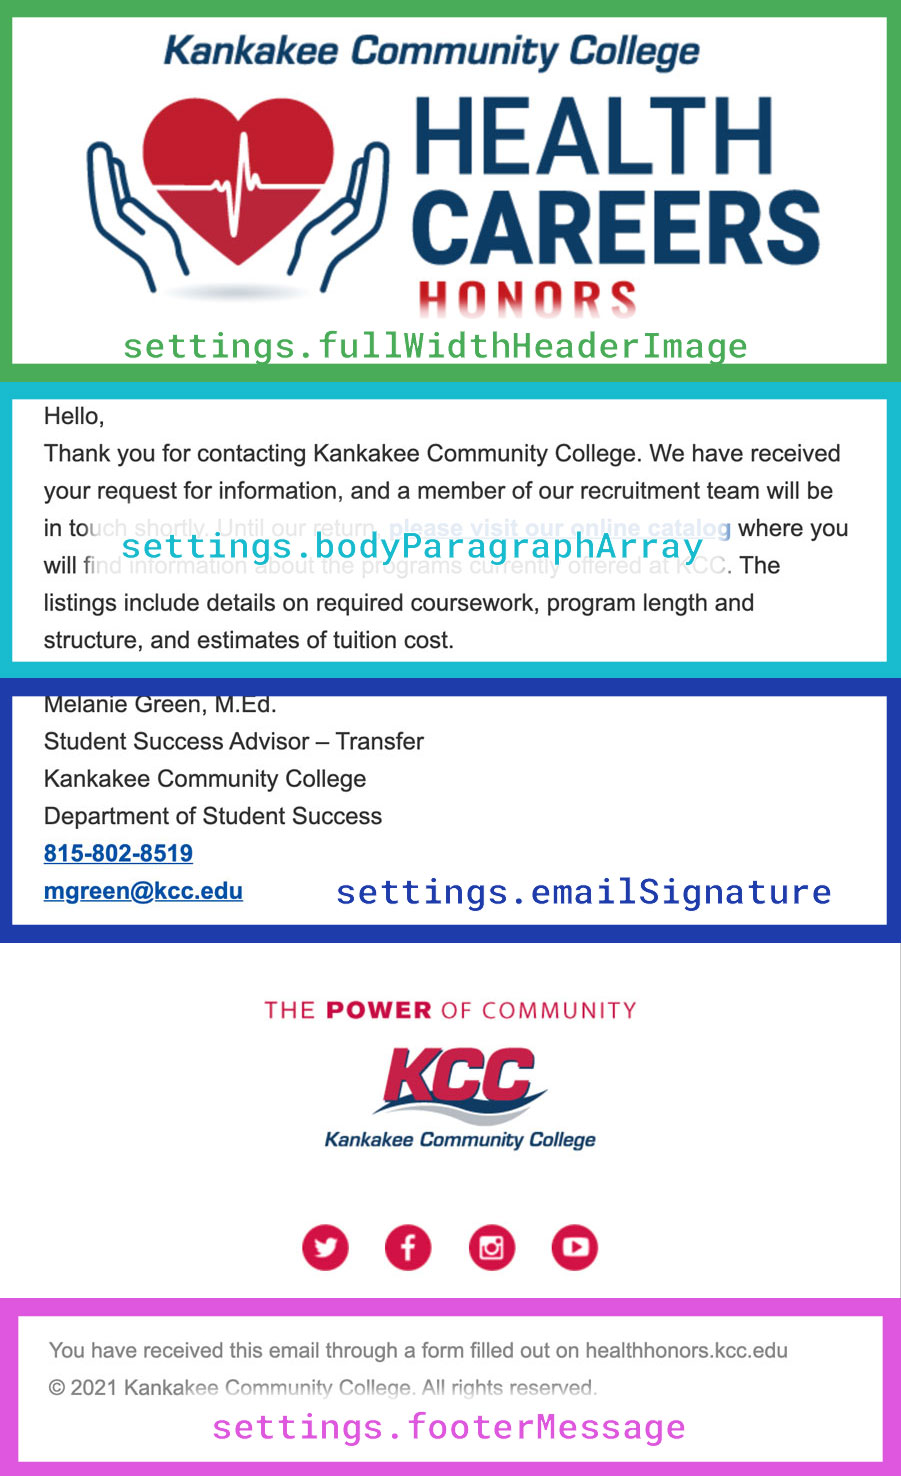 Kankakee Community College
HEALTH
CAREERS
HONORS
settings.fullWidthHeaderImage
Hello,
Thank you for contacting Kankakee Community College. We have received
your request for information, and a member of our recruitment team will be
in touch shortly. Until our return, please visit our online catalog where you
settings.bodyParagraphArray
will find information about the programs currently offered at KCC. The
listings include details on required coursework, program length and
structure, and estimates of tuition cost.
Melanie Green, M.Ed.
Student Success Advisor – Transfer
Kankakee Community College
Department of Student Success
815-802-8519
mgreen@kcc.edu
settings.emailSignature
THE POWER OF COMMUNITY
KCC
Kankakee Community College
You have received this email through a form filled out on healthhonors.kcc.edu
© 2021 Kankakee Community College. All rights reserved.
settings.footerMessage